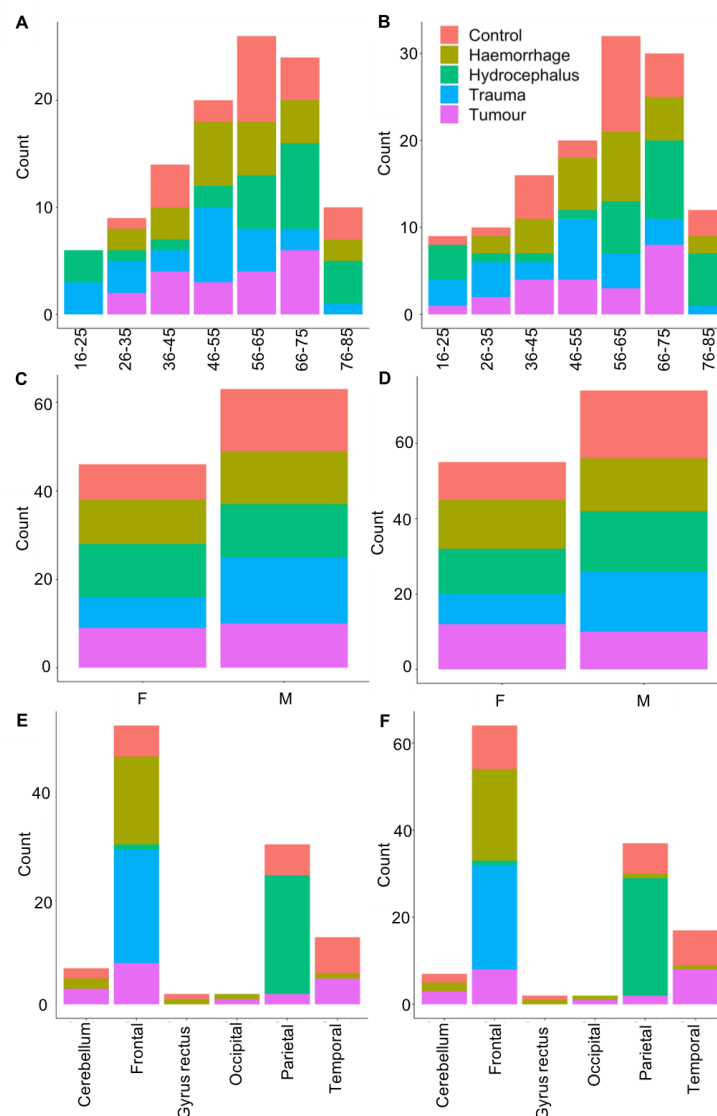 A
Count
20
10
0
16-25
26-35
36-45
46-55
56-65
66-75
76-85
B
Control
Haemorrhage
Hydrocephalus
Trauma
Tumour
Count
30
20
10
0
16-25
26-35
36-45
46-55
56-65
66-75
76-85
C
Count
60
40
20
0
F
M
D
Count
60
40
20
0
F
M
E
Count
40
20
0
Cerebellum
Frontal
Gyrus rectus
Occipital
Parietal
Temporal
F
Count
60
40
20
0
Cerebellum
Frontal
Gyrus rectus
Occipital
Parietal
Temporal